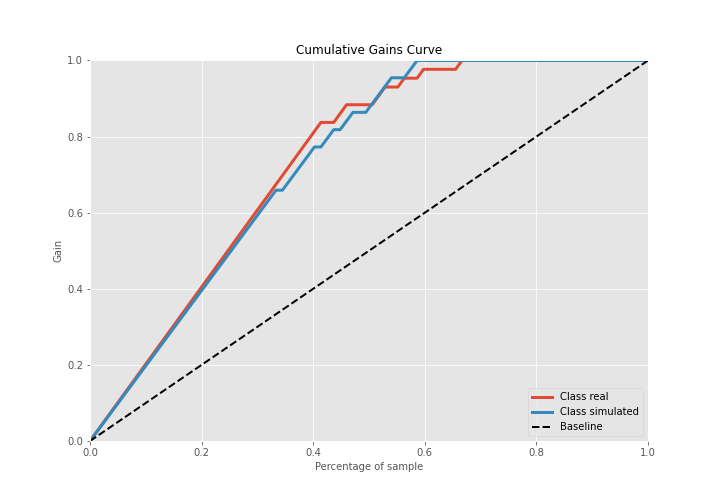 Cumulative Gains Curve
1.0
0.8
0.6
0.4
0.2
0.0
Gain
0.0 0.2 0.4 0.6 0.8 1.0
Percentage of sample
Class real
Class simulated
Baseline